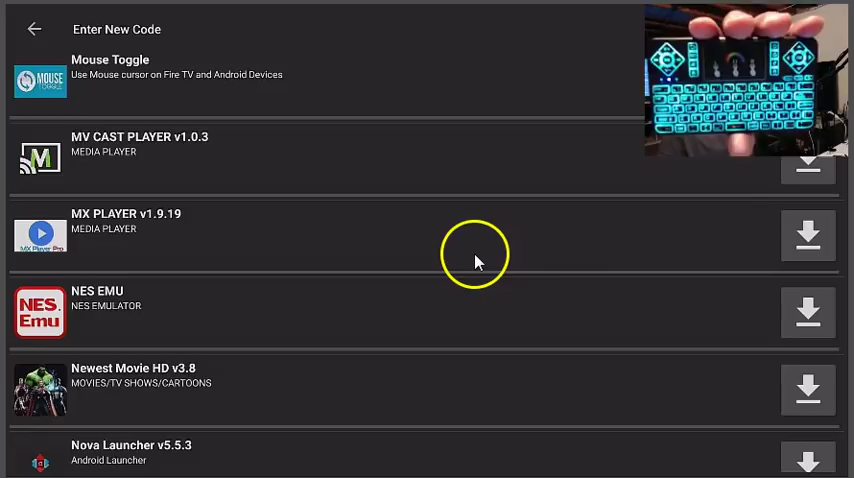 Enter New Code
Mouse Toggle
Use Mouse cursor on Fire TV and Android Devices
MOUSE
TOGGLE
MV CAST PLAYER v1.0.3
MEDIA PLAYER
M
MX PLAYER v1.9.19
MEDIA PLAYER
MX Player Pro
NES EMU
NES EMULATOR
NES.
Emu
Newest Movie HD v3.8
MOVIES/TV SHOWS/CARTOONS
Nova Launcher v5.5.3
Android Launcher